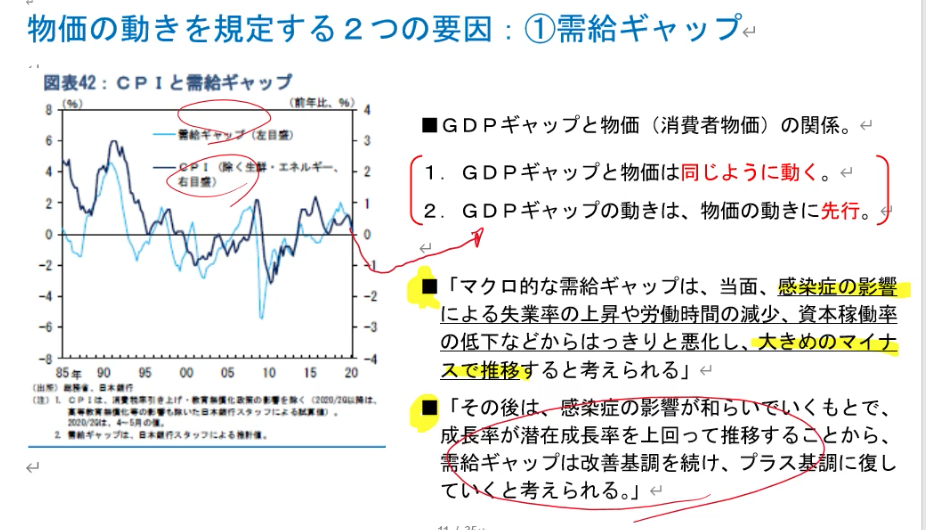 物価の動きを規定する２つの要因：①需給ギャップ↵
図表42：ＣＰＩと需給ギャップ
(%)
(前年比、%)
8
6
4
2
0
-2
-4
-6
-8
4
3
2
1
0
-1
-2
-3
-4
需給ギャップ（左目盛）
ＣＰＩ（除く生鮮・エネルギー、
右目盛）
85年 90 95 00 05 10 15 20
(出所) 総務省、日本銀行
(注) 1. ＣＰＩは、消費税率引き上げ・教育無償化政策の影響を除く（2020/2Q以降は、
高等教育無償化等の影響も除いた日本銀行スタッフによる試算値）。
2020/2Qは、4～5月の値。
2. 需給ギャップは、日本銀行スタッフによる推計値。
■ＧＤＰギャップと物価（消費者物価）の関係。↵
１．ＧＤＰギャップと物価は同じように動く。↵
２．ＧＤＰギャップの動きは、物価の動きに先行。↵
↵
■「マクロ的な需給ギャップは、当面、感染症の影響
による失業率の上昇や労働時間の減少、資本稼働率
の低下などからはっきりと悪化し、大きめのマイナ
スで推移すると考えられる」↵
■「その後は、感染症の影響が和らいでいくもとで、
成長率が潜在成長率を上回って推移することから、
需給ギャップは改善基調を続け、プラス基調に復し
ていくと考えられる。」↵
↵